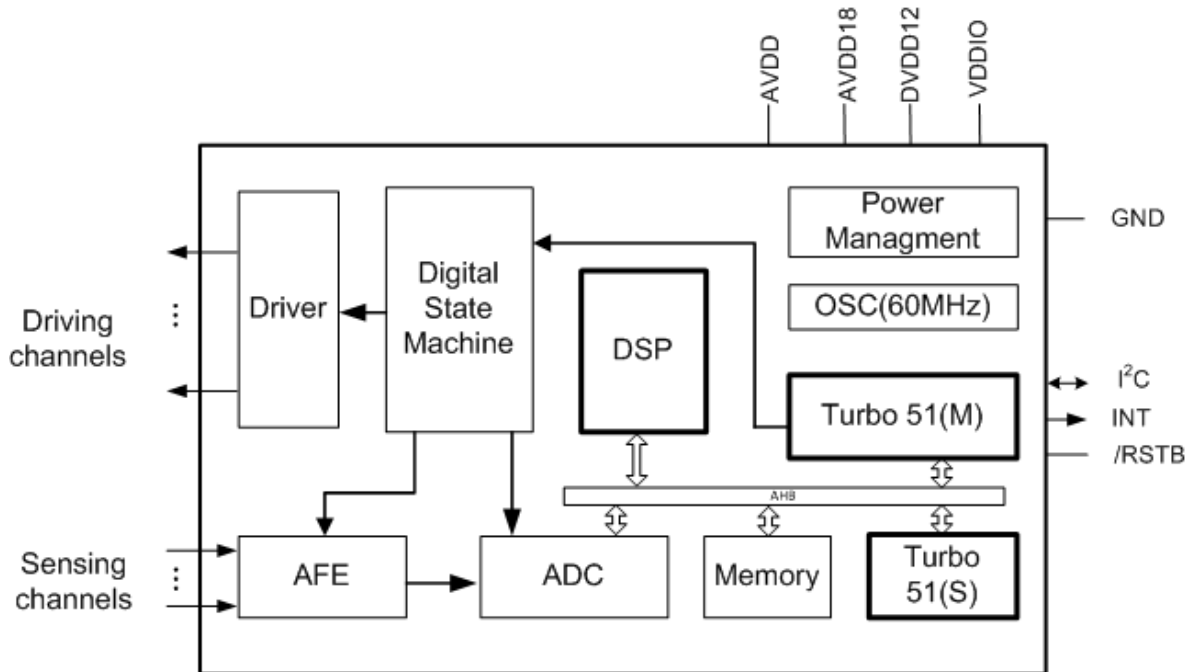 AVDD
AVDD18
DVDD12
VDDIO
Power
Managment
GND
Digital
State
Machine
Driver
OSC(60MHz)
DSP
Driving
channels
⋮
⋮
I²C
Turbo 51(M)
INT
/RSTB
AHB
Sensing
channels
⋮
AFE
ADC
Memory
Turbo
51(S)